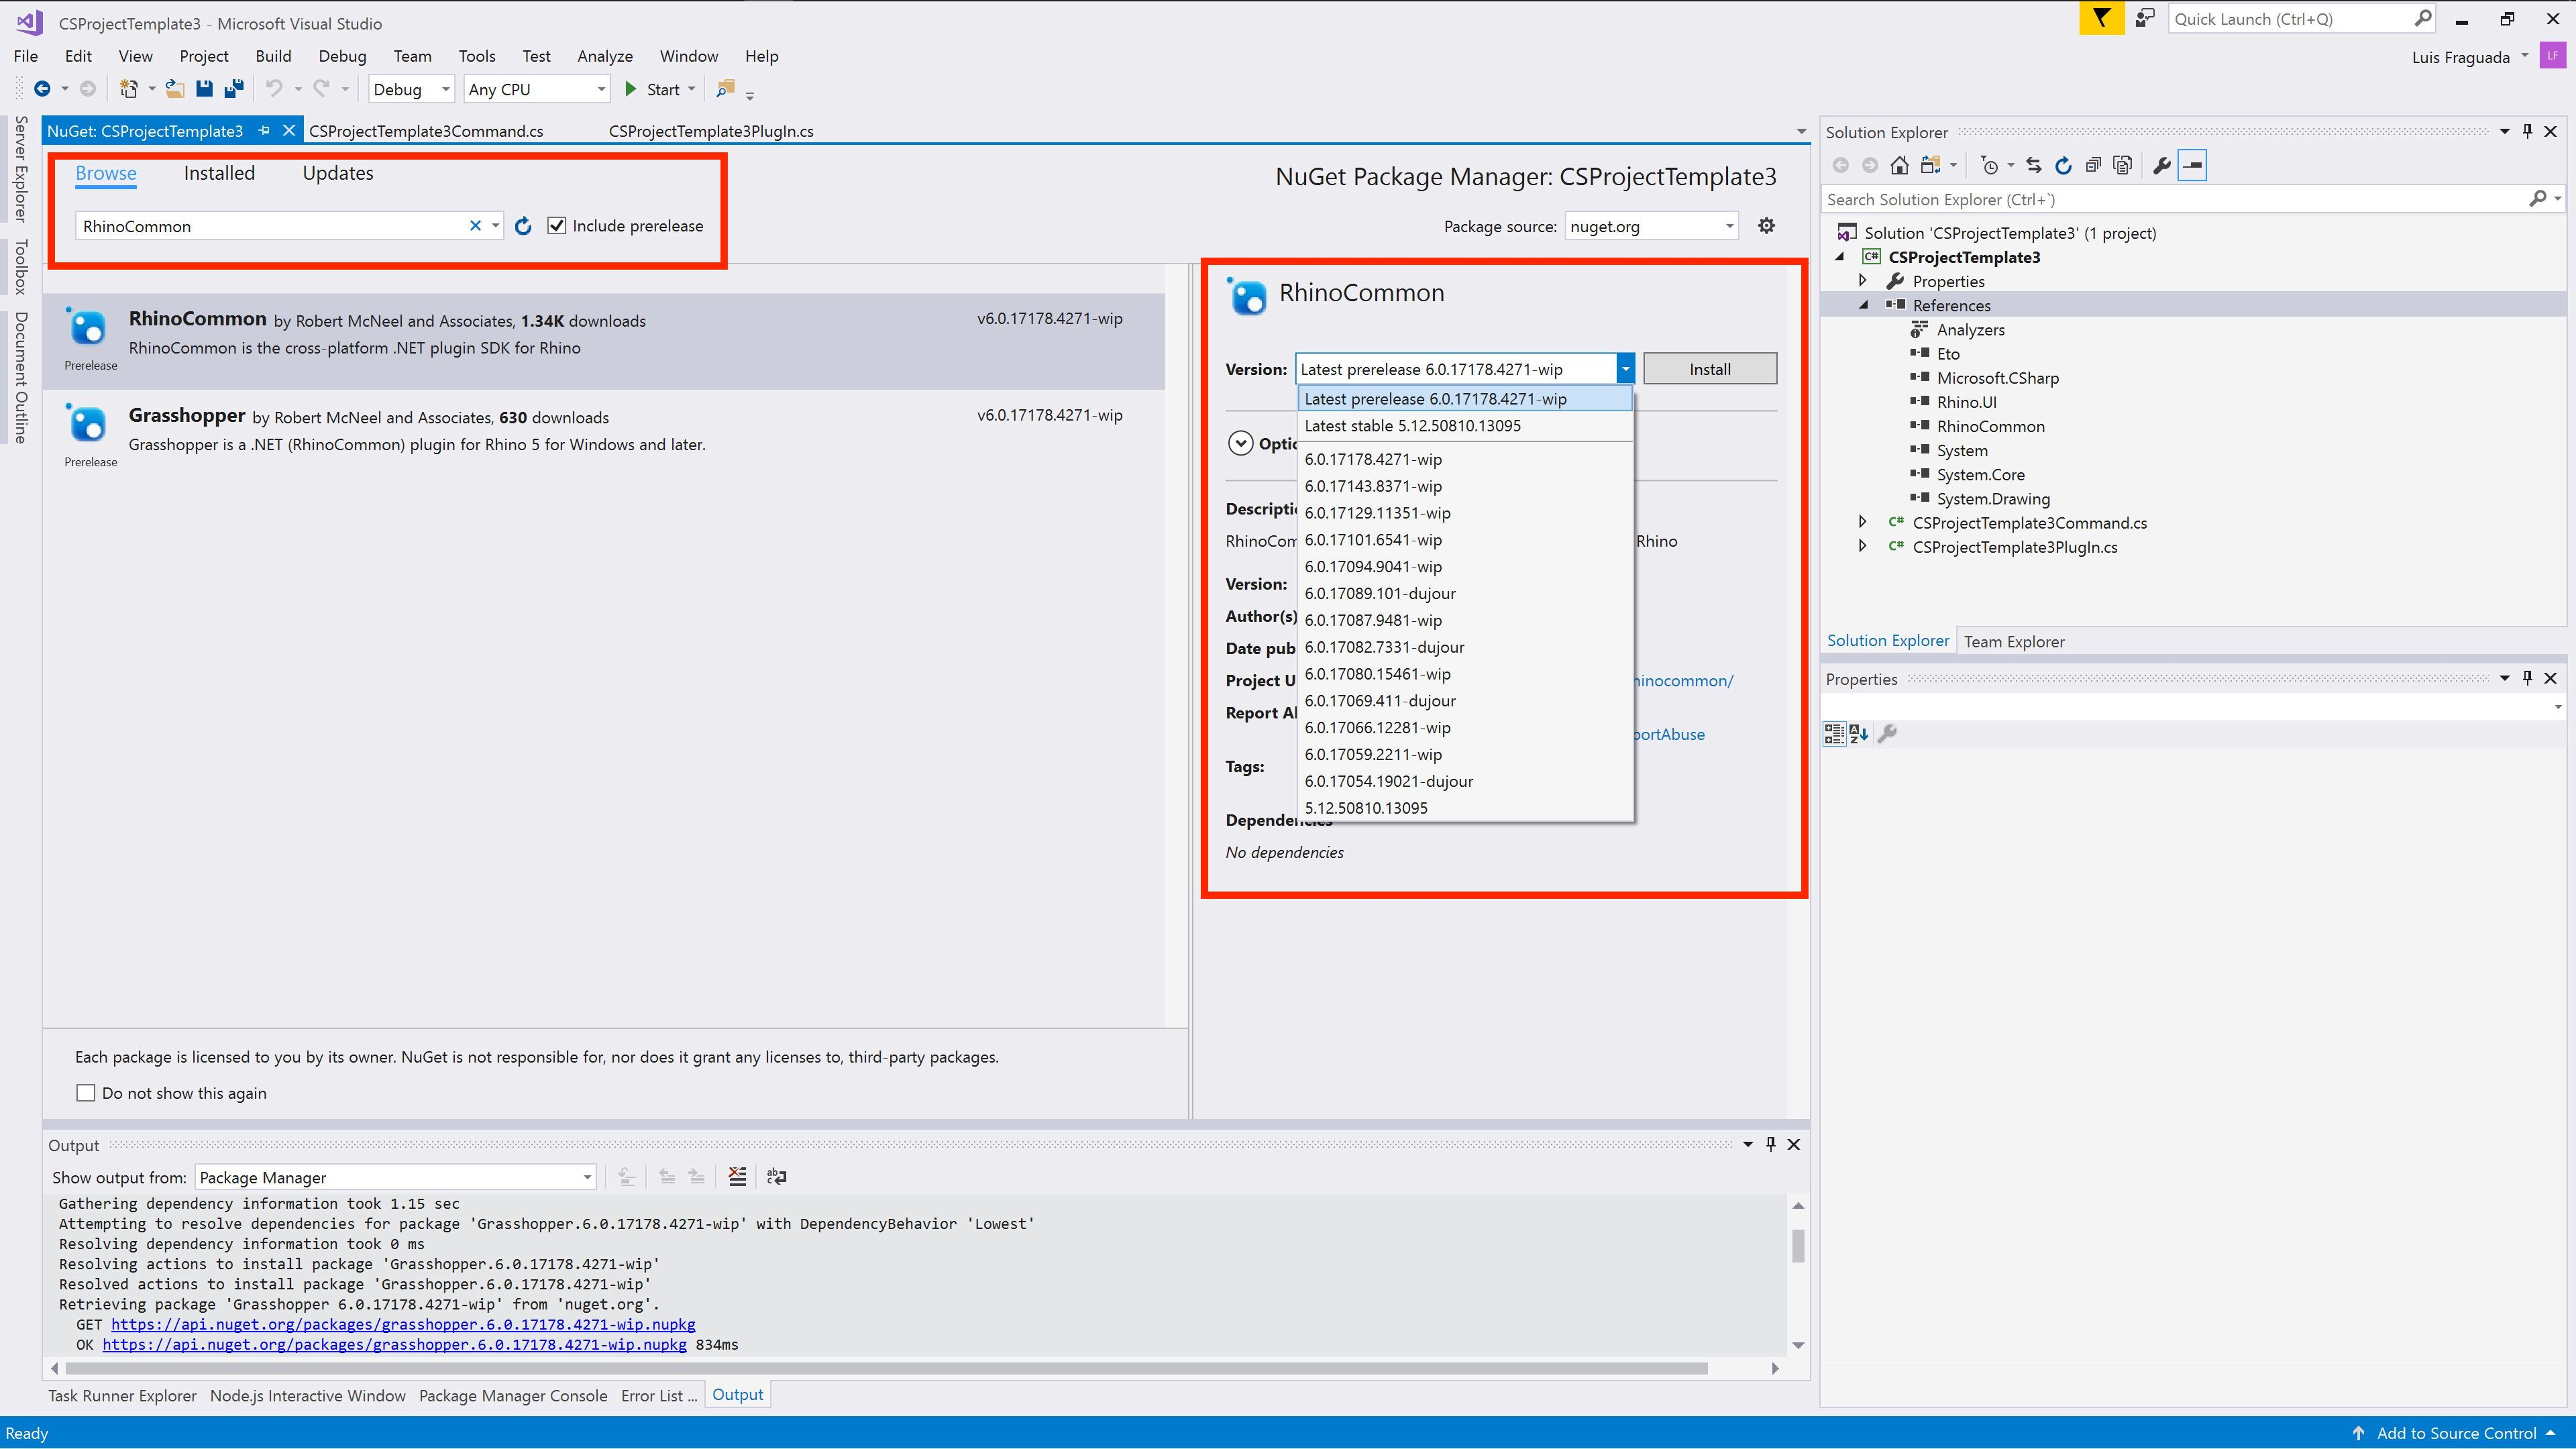 CSProjectTemplate3 - Microsoft Visual Studio
Quick Launch (Ctrl+Q)
File Edit View Project Build Debug Team Tools Test Analyze Window Help
Luis Fraguada
LF
Debug
Any CPU
Start
Server Explorer
Toolbox
Document Outline
NuGet: CSProjectTemplate3
CSProjectTemplate3Command.cs
CSProjectTemplate3PlugIn.cs
Browse Installed Updates
NuGet Package Manager: CSProjectTemplate3
RhinoCommon
Include prerelease
Package source: nuget.org
RhinoCommon by Robert McNeel and Associates, 1.34K downloads
v6.0.17178.4271-wip
RhinoCommon is the cross-platform .NET plugin SDK for Rhino
Prerelease
Grasshopper by Robert McNeel and Associates, 630 downloads
v6.0.17178.4271-wip
Grasshopper is a .NET (RhinoCommon) plugin for Rhino 5 for Windows and later.
Prerelease
Each package is licensed to you by its owner. NuGet is not responsible for, nor does it grant any licenses to, third-party packages.
Do not show this again
RhinoCommon
Version: Latest prerelease 6.0.17178.4271-wip
Install
Latest prerelease 6.0.17178.4271-wip
Latest stable 5.12.50810.13095
6.0.17178.4271-wip
6.0.17143.8371-wip
6.0.17129.11351-wip
6.0.17101.6541-wip
6.0.17094.9041-wip
6.0.17089.101-dujour
6.0.17087.9481-wip
6.0.17082.7331-dujour
6.0.17080.15461-wip
6.0.17069.411-dujour
6.0.17066.12281-wip
6.0.17059.2211-wip
6.0.17054.19021-dujour
5.12.50810.13095
Optio
Descriptio
RhinoCom
Rhino
Version:
Author(s)
Date pub
Project U
hinocommon/
Report Al
portAbuse
Tags:
Dependencies
No dependencies
Solution Explorer
Search Solution Explorer (Ctrl+`)
Solution 'CSProjectTemplate3' (1 project)
C# CSProjectTemplate3
Properties
References
Analyzers
Eto
Microsoft.CSharp
Rhino.UI
RhinoCommon
System
System.Core
System.Drawing
C# CSProjectTemplate3Command.cs
C# CSProjectTemplate3PlugIn.cs
Solution Explorer Team Explorer
Properties
Output
Show output from: Package Manager
Gathering dependency information took 1.15 sec
Attempting to resolve dependencies for package 'Grasshopper.6.0.17178.4271-wip' with DependencyBehavior 'Lowest'
Resolving dependency information took 0 ms
Resolving actions to install package 'Grasshopper.6.0.17178.4271-wip'
Resolved actions to install package 'Grasshopper.6.0.17178.4271-wip'
Retrieving package 'Grasshopper 6.0.17178.4271-wip' from 'nuget.org'.
GET https://api.nuget.org/packages/grasshopper.6.0.17178.4271-wip.nupkg
OK https://api.nuget.org/packages/grasshopper.6.0.17178.4271-wip.nupkg 834ms
Task Runner Explorer Node.js Interactive Window Package Manager Console Error List ... Output
Ready
Add to Source Control